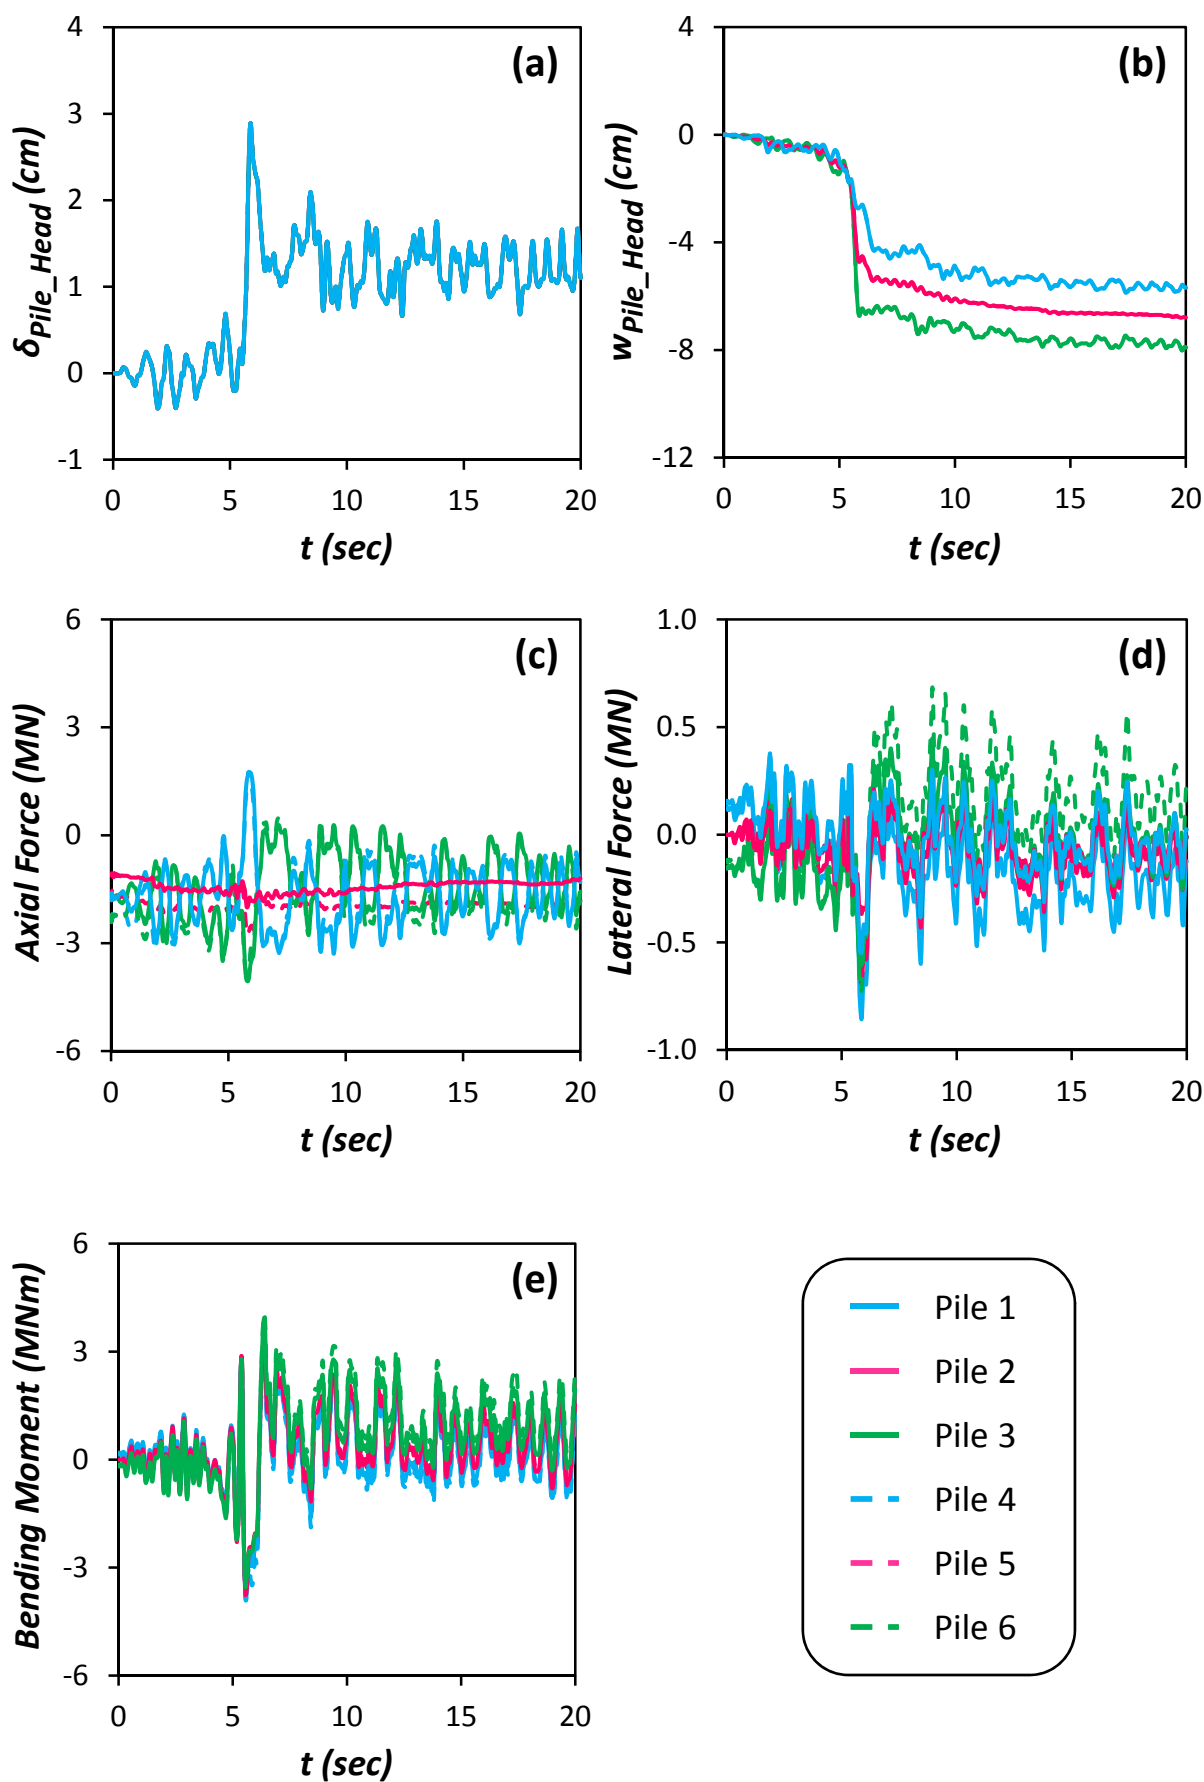 (a)
4
3
2
1
0
-1
δPile_Head (cm)
0 5 10 15 20
t (sec)
(b)
4
0
-4
-8
-12
wPile_Head (cm)
0 5 10 15 20
t (sec)
(c)
6
3
0
-3
-6
Axial Force (MN)
0 5 10 15 20
t (sec)
(d)
1.0
0.5
0.0
-0.5
-1.0
Lateral Force (MN)
0 5 10 15 20
t (sec)
(e)
6
3
0
-3
-6
Bending Moment (MNm)
0 5 10 15 20
t (sec)
Pile 1
Pile 2
Pile 3
Pile 4
Pile 5
Pile 6